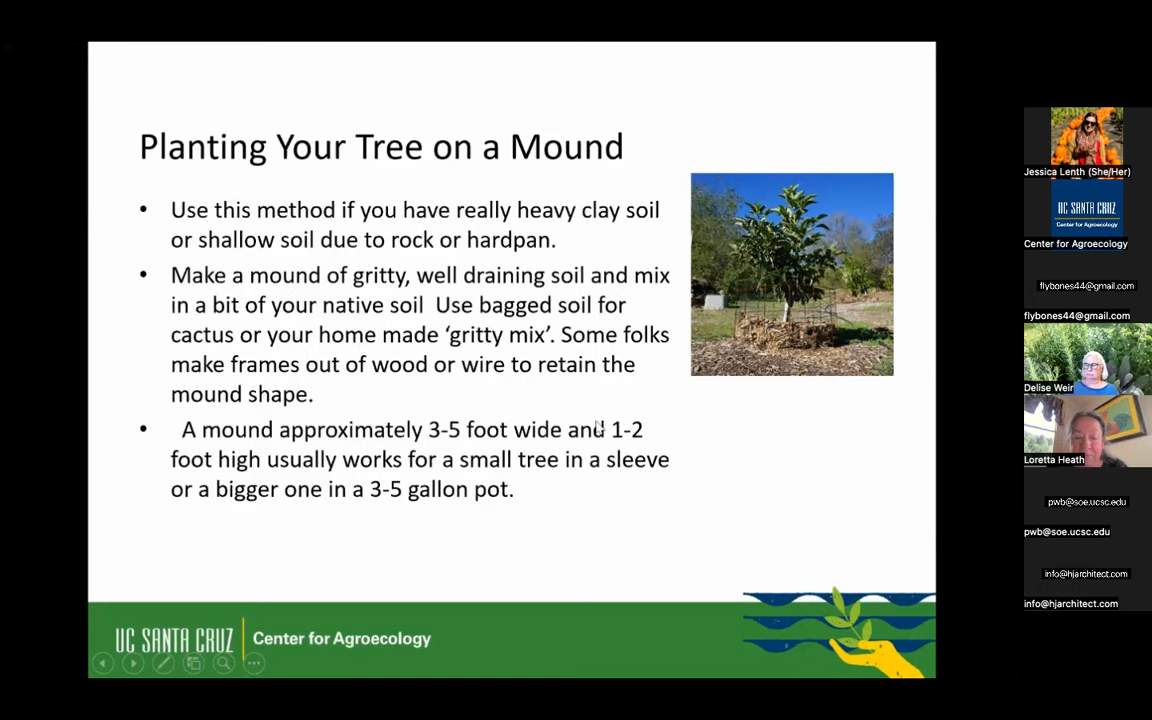 Planting Your Tree on a Mound
• Use this method if you have really heavy clay soil
or shallow soil due to rock or hardpan.
• Make a mound of gritty, well draining soil and mix
in a bit of your native soil  Use bagged soil for
cactus or your home made ‘gritty mix’. Some folks
make frames out of wood or wire to retain the
mound shape.
• A mound approximately 3-5 foot wide and 1-2
foot high usually works for a small tree in a sleeve
or a bigger one in a 3-5 gallon pot.
UC SANTA CRUZ Center for Agroecology
Jessica Lenth (She/Her)
UC SANTA CRUZ
Center for Agroecology
Center for Agroecology
flybones44@gmail.com
flybones44@gmail.com
Delise Weir
Loretta Heath
pwb@soe.ucsc.edu
pwb@soe.ucsc.edu
info@hjarchitect.com
info@hjarchitect.com